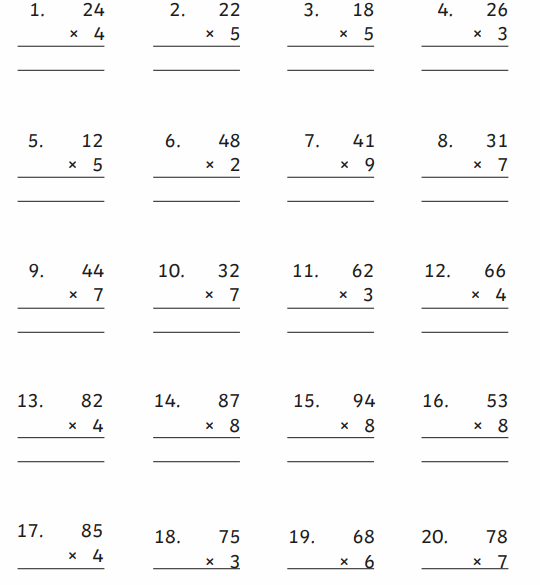 1. 24 2. 22 3. 18 4. 26
× 4 × 5 × 5 × 3
5. 12 6. 48 7. 41 8. 31
× 5 × 2 × 9 × 7
9. 44 10. 32 11. 62 12. 66
× 7 × 7 × 3 × 4
13. 82 14. 87 15. 94 16. 53
× 4 × 8 × 8 × 8
17. 85 18. 75 19. 68 20. 78
× 4 × 3 × 6 × 7